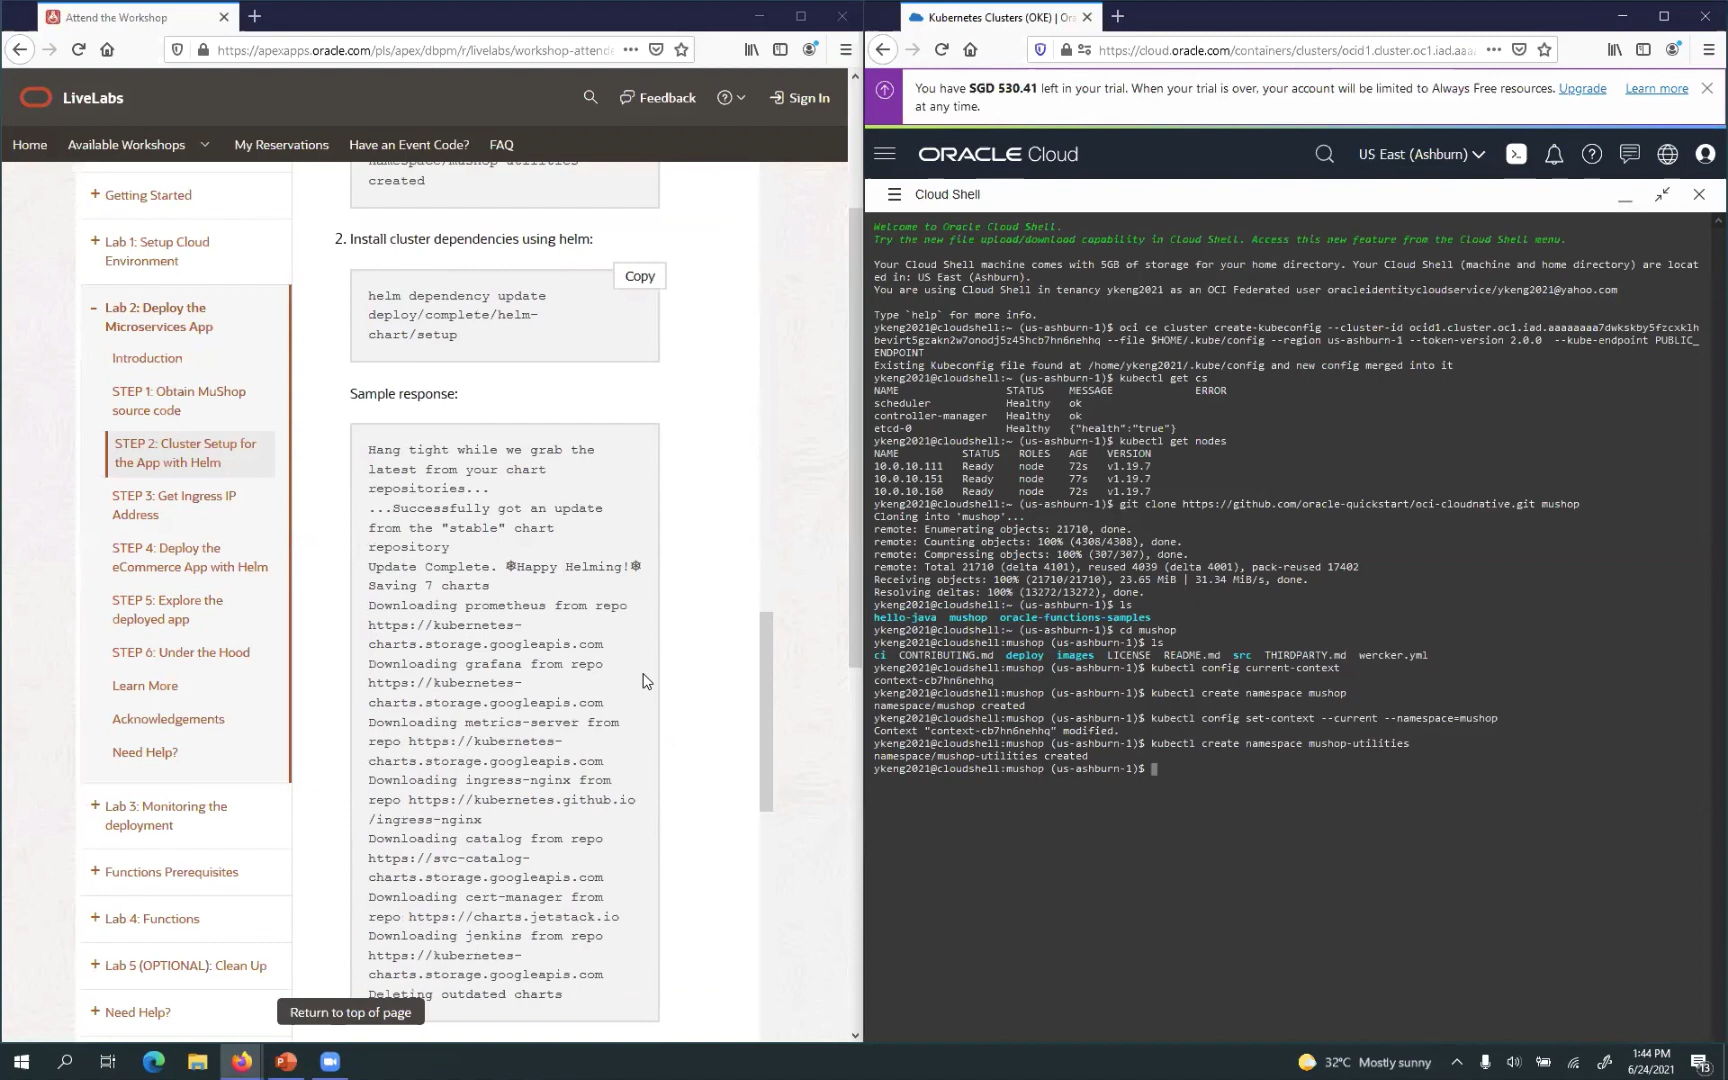 Attend the Workshop
https://apexapps.oracle.com/pls/apex/dbpm/r/livelabs/workshop-attend
LiveLabs
Feedback
Sign In
Home
Available Workshops
My Reservations
Have an Event Code?
FAQ
+ Getting Started
+ Lab 1: Setup Cloud
Environment
- Lab 2: Deploy the
Microservices App
Introduction
STEP 1: Obtain MuShop
source code
STEP 2: Cluster Setup for
the App with Helm
STEP 3: Get Ingress IP
Address
STEP 4: Deploy the
eCommerce App with Helm
STEP 5: Explore the
deployed app
STEP 6: Under the Hood
Learn More
Acknowledgements
Need Help?
+ Lab 3: Monitoring the
deployment
+ Functions Prerequisites
+ Lab 4: Functions
+ Lab 5 (OPTIONAL): Clean Up
+ Need Help?
namespace/mushop-utilities
created
2. Install cluster dependencies using helm:
Copy
helm dependency update
deploy/complete/helm-
chart/setup
Sample response:
Hang tight while we grab the
latest from your chart
repositories...
...Successfully got an update
from the "stable" chart
repository
Update Complete. ⎈Happy Helming!⎈
Saving 7 charts
Downloading prometheus from repo
https://kubernetes-
charts.storage.googleapis.com
Downloading grafana from repo
https://kubernetes-
charts.storage.googleapis.com
Downloading metrics-server from
repo https://kubernetes-
charts.storage.googleapis.com
Downloading ingress-nginx from
repo https://kubernetes.github.io
/ingress-nginx
Downloading catalog from repo
https://svc-catalog-
charts.storage.googleapis.com
Downloading cert-manager from
repo https://charts.jetstack.io
Downloading jenkins from repo
https://kubernetes-
charts.storage.googleapis.com
Deleting outdated charts
Return to top of page
Kubernetes Clusters (OKE) | Ora
https://cloud.oracle.com/containers/clusters/ocid1.cluster.oc1.iad.aaaa
You have SGD 530.41 left in your trial. When your trial is over, your account will be limited to Always Free resources. Upgrade
at any time.
Learn more
ORACLE Cloud
US East (Ashburn)
Cloud Shell
Welcome to Oracle Cloud Shell.
Try the new file upload/download capability in Cloud Shell. Access this new feature from the Cloud Shell menu.
Your Cloud Shell machine comes with 5GB of storage for your home directory. Your Cloud Shell (machine and home directory) are locat
ed in: US East (Ashburn).
You are using Cloud Shell in tenancy ykeng2021 as an OCI Federated user oracleidentitycloudservice/ykeng2021@yahoo.com
Type `help` for more info.
ykeng2021@cloudshell:~ (us-ashburn-1)$ oci ce cluster create-kubeconfig --cluster-id ocid1.cluster.oc1.iad.aaaaaaaa7dwkskby5fzcxklh
bevirt5gzakn2w7onodj5z45hcb7hn6nehhq --file $HOME/.kube/config --region us-ashburn-1 --token-version 2.0.0  --kube-endpoint PUBLIC_
ENDPOINT
Existing Kubeconfig file found at /home/ykeng2021/.kube/config and new config merged into it
ykeng2021@cloudshell:~ (us-ashburn-1)$ kubectl get cs
NAME STATUS MESSAGE ERROR
scheduler Healthy ok
controller-manager Healthy ok
etcd-0 Healthy {"health":"true"}
ykeng2021@cloudshell:~ (us-ashburn-1)$ kubectl get nodes
NAME STATUS ROLES AGE VERSION
10.0.10.111 Ready node 72s v1.19.7
10.0.10.151 Ready node 77s v1.19.7
10.0.10.160 Ready node 72s v1.19.7
ykeng2021@cloudshell:~ (us-ashburn-1)$ git clone https://github.com/oracle-quickstart/oci-cloudnative.git mushop
Cloning into 'mushop'...
remote: Enumerating objects: 21710, done.
remote: Counting objects: 100% (4308/4308), done.
remote: Compressing objects: 100% (307/307), done.
remote: Total 21710 (delta 4101), reused 4039 (delta 4001), pack-reused 17402
Receiving objects: 100% (21710/21710), 23.65 MiB | 31.34 MiB/s, done.
Resolving deltas: 100% (13272/13272), done.
ykeng2021@cloudshell:~ (us-ashburn-1)$ ls
hello-java mushop oracle-functions-samples
ykeng2021@cloudshell:~ (us-ashburn-1)$ cd mushop
ykeng2021@cloudshell:mushop (us-ashburn-1)$ ls
ci CONTRIBUTING.md deploy images LICENSE README.md src THIRDPARTY.md wercker.yml
ykeng2021@cloudshell:mushop (us-ashburn-1)$ kubectl config current-context
context-cb7hn6nehhq
ykeng2021@cloudshell:mushop (us-ashburn-1)$ kubectl create namespace mushop
namespace/mushop created
ykeng2021@cloudshell:mushop (us-ashburn-1)$ kubectl config set-context --current --namespace=mushop
Context "context-cb7hn6nehhq" modified.
ykeng2021@cloudshell:mushop (us-ashburn-1)$ kubectl create namespace mushop-utilities
namespace/mushop-utilities created
ykeng2021@cloudshell:mushop (us-ashburn-1)$
32°C Mostly sunny
1:44 PM
6/24/2021
13